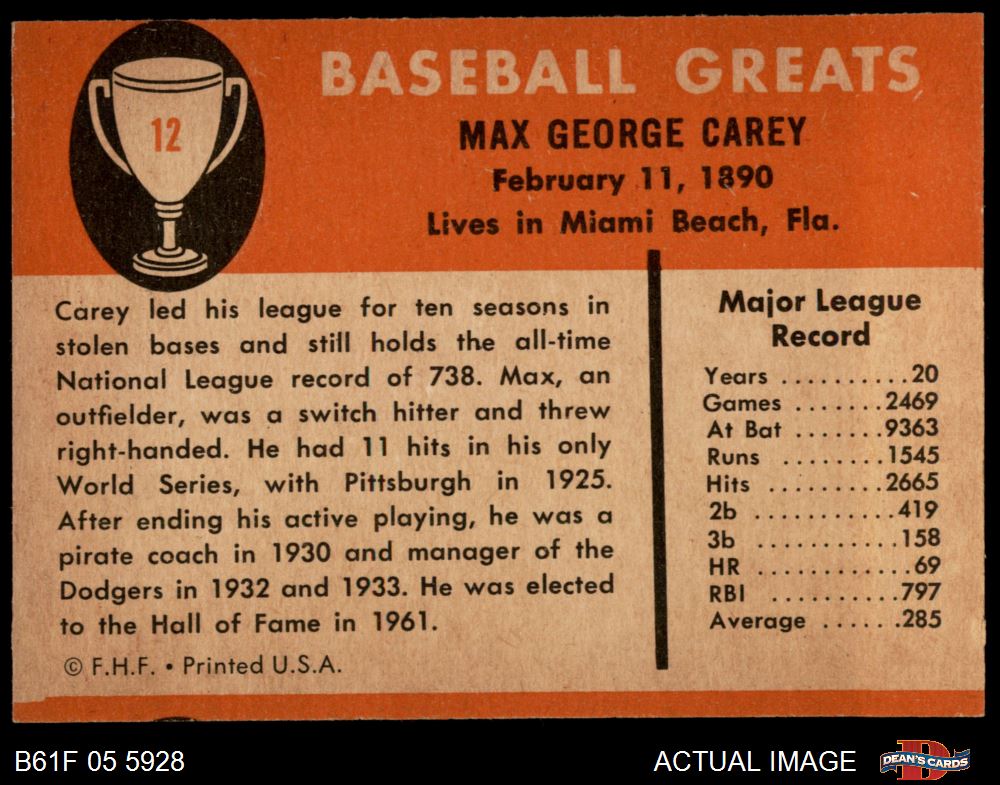 12
BASEBALL GREATS
MAX GEORGE CAREY
February 11, 1890
Lives in Miami Beach, Fla.
Carey led his league for ten seasons in
stolen bases and still holds the all-time
National League record of 738. Max, an
outfielder, was a switch hitter and threw
right-handed. He had 11 hits in his only
World Series, with Pittsburgh in 1925.
After ending his active playing, he was a
pirate coach in 1930 and manager of the
Dodgers in 1932 and 1933. He was elected
to the Hall of Fame in 1961.
© F.H.F. • Printed U.S.A.
Major League
Record
Years ..........20
Games .......2469
At Bat .......9363
Runs ........1545
Hits .........2665
2b ...........419
3b ...........158
HR ............69
RBI ..........797
Average ......285
B61F 05 5928
ACTUAL IMAGE
D
DEAN'S CARDS